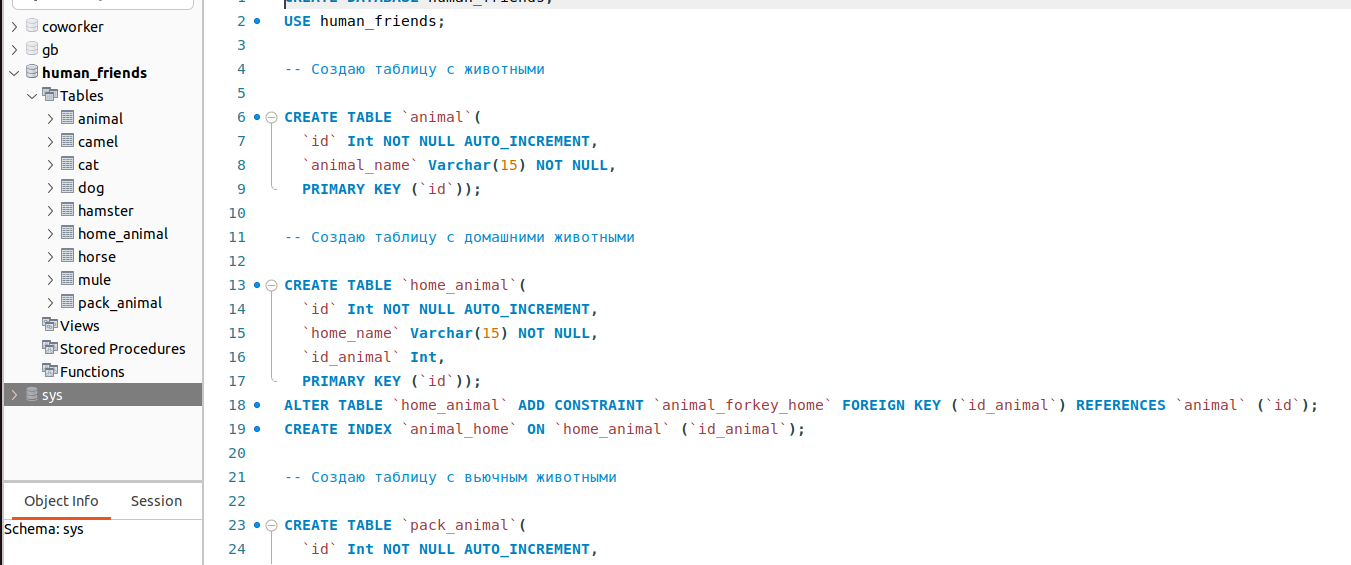 coworker
gb
human_friends
Tables
animal
camel
cat
dog
hamster
home_animal
horse
mule
pack_animal
Views
Stored Procedures
Functions
sys
Object Info Session
Schema: sys
1 CREATE DATABASE human_friends;
2 USE human_friends;
3
4 -- Создаю таблицу с животными
5
6 CREATE TABLE `animal`(
7 `id` Int NOT NULL AUTO_INCREMENT,
8 `animal_name` Varchar(15) NOT NULL,
9 PRIMARY KEY (`id`));
10
11 -- Создаю таблицу с домашними животными
12
13 CREATE TABLE `home_animal`(
14 `id` Int NOT NULL AUTO_INCREMENT,
15 `home_name` Varchar(15) NOT NULL,
16 `id_animal` Int,
17 PRIMARY KEY (`id`));
18 ALTER TABLE `home_animal` ADD CONSTRAINT `animal_forkey_home` FOREIGN KEY (`id_animal`) REFERENCES `animal` (`id`);
19 CREATE INDEX `animal_home` ON `home_animal` (`id_animal`);
20
21 -- Создаю таблицу с вьючным животными
22
23 CREATE TABLE `pack_animal`(
24 `id` Int NOT NULL AUTO_INCREMENT,